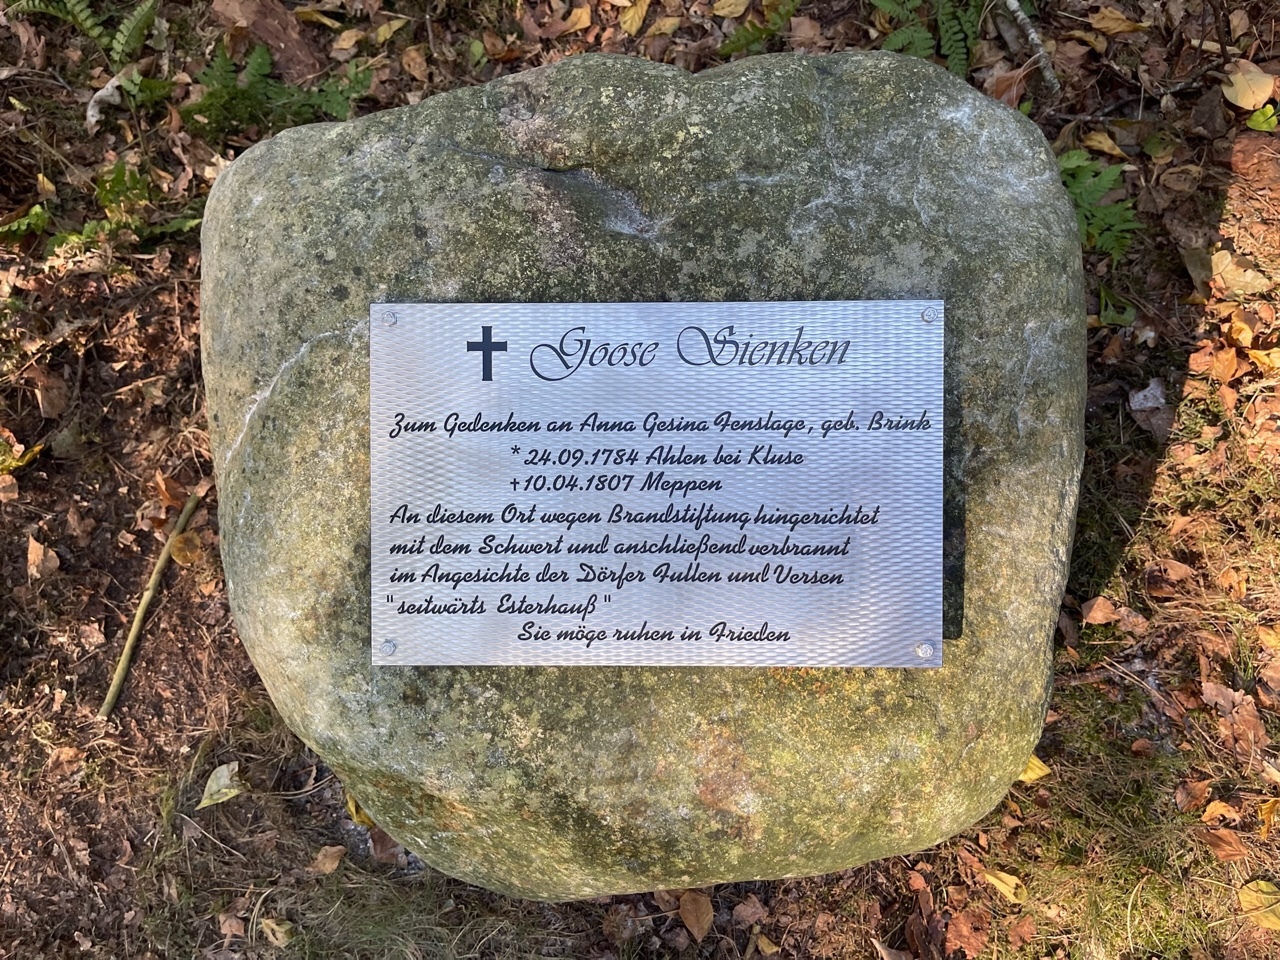 ✝ Goose Sienken
Zum Gedenken an Anna Gesina Fenslage, geb. Brink
* 24.09.1784 Ahlen bei Kluse
✝ 10.04.1807 Meppen
An diesem Ort wegen Brandstiftung hingerichtet
mit dem Schwert und anschließend verbrannt
im Angesichte der Dörfer Fullen und Versen
"seitwärts Esterhauß"
Sie möge ruhen in Frieden